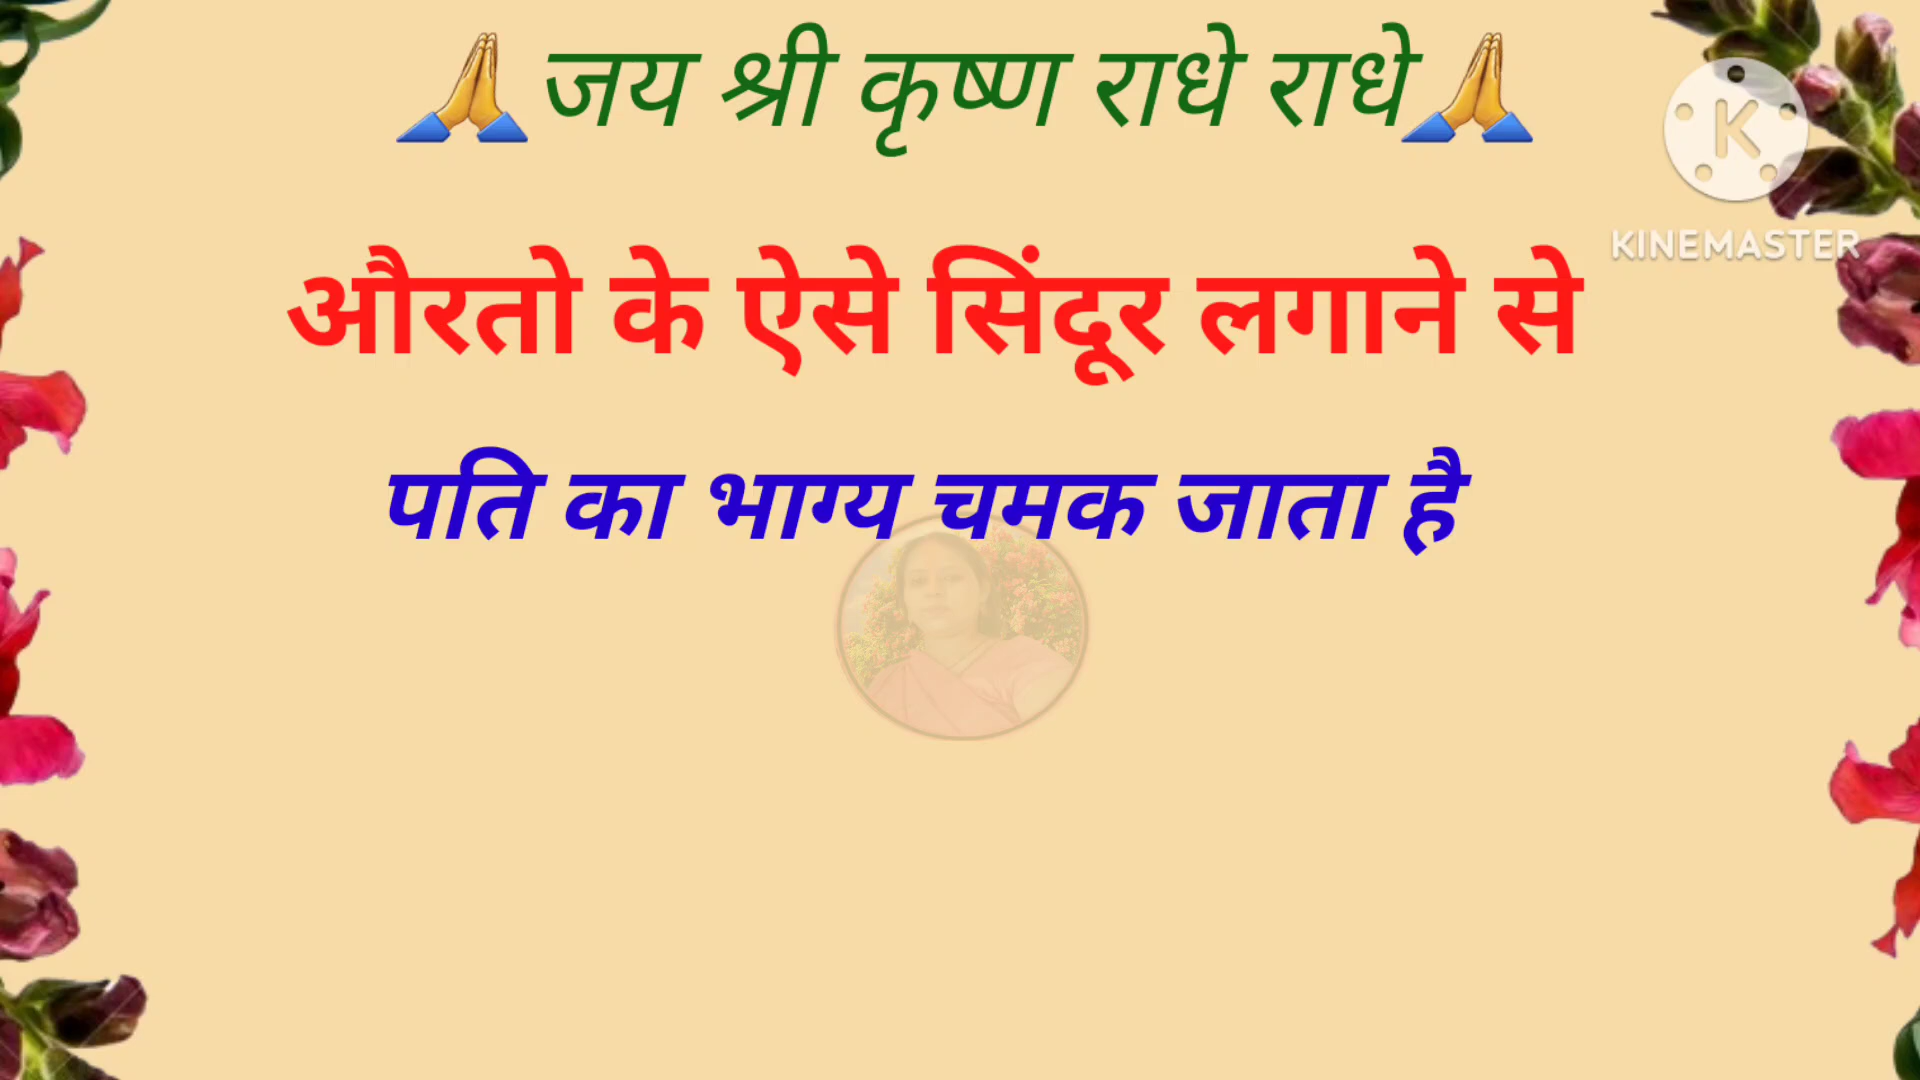 🙏जय श्री कृष्ण राधे राधे🙏
KINEMASTER
औरतो के ऐसे सिंदूर लगाने से
पति का भाग्य चमक जाता है